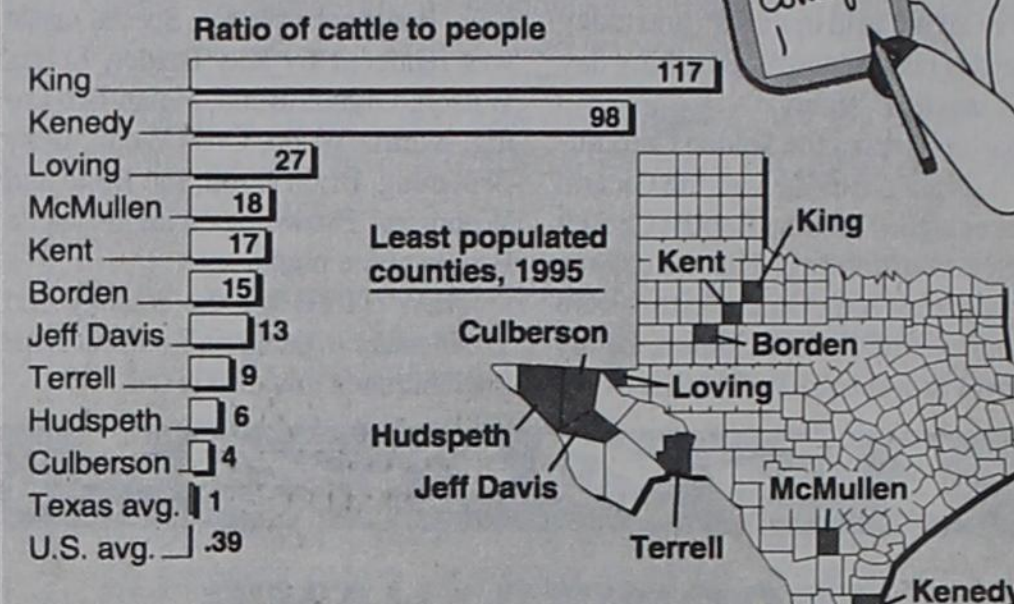 Ratio of cattle to people
King 117
Kenedy 98
Loving 27
McMullen 18
Kent 17
Borden 15
Jeff Davis 13
Terrell 9
Hudspeth 6
Culberson 4
Texas avg. 1
U.S. avg. .39
Least populated
counties, 1995
King
Kent
Borden
Culberson
Loving
Hudspeth
Jeff Davis
McMullen
Terrell
Kenedy